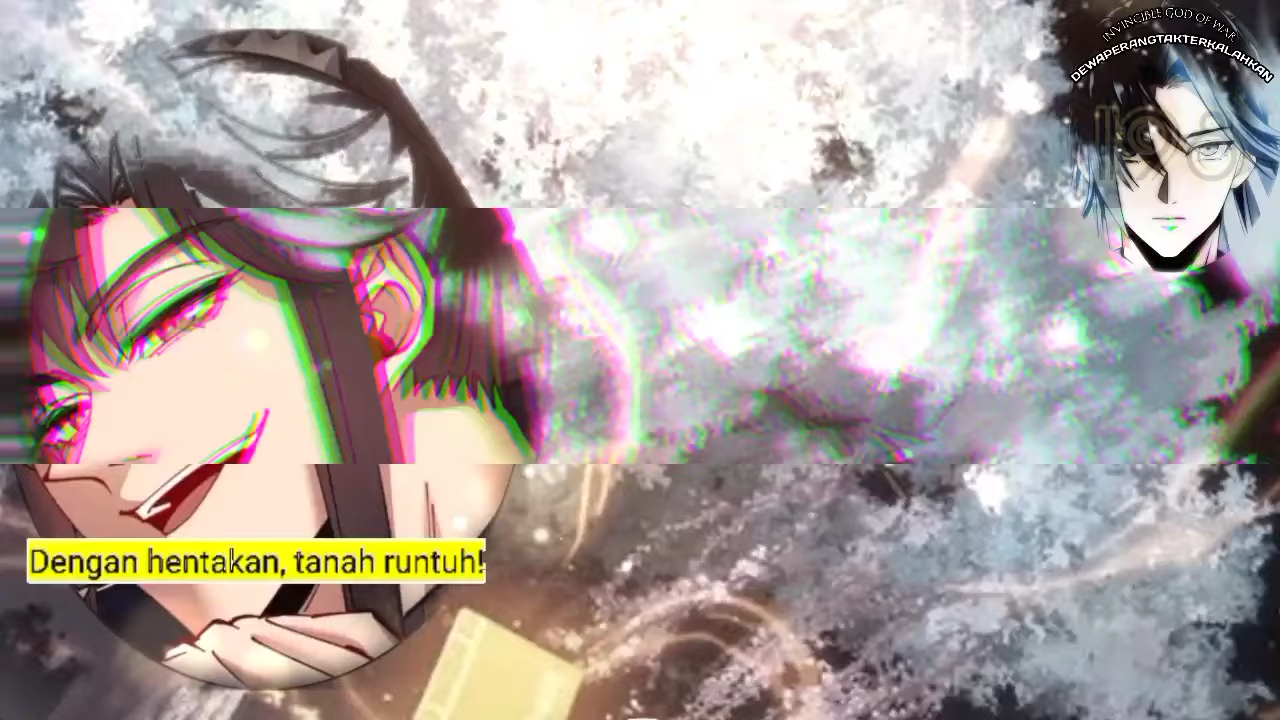 INVINCIBLE GOD OF WAR
DEWAPERANGTAKTERKALAHKAN
Dengan hentakan, tanah runtuh!